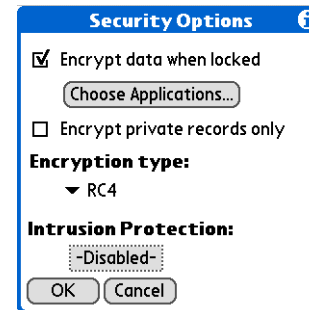 Security Options
Encrypt data when locked
Choose Applications...
Encrypt private records only
Encryption type:
RC4
Intrusion Protection:
-Disabled-
OK Cancel